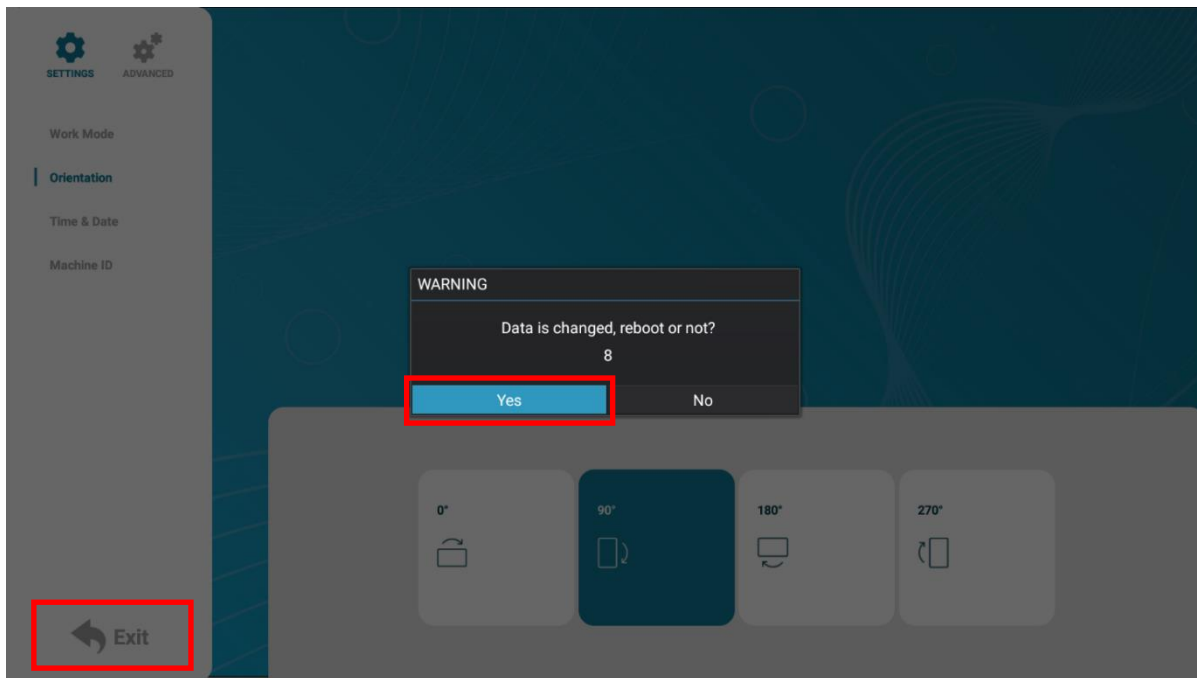 SETTINGS ADVANCED
Work Mode
Orientation
Time & Date
Machine ID
WARNING
Data is changed, reboot or not?
8
Yes No
0° 90° 180° 270°
Exit